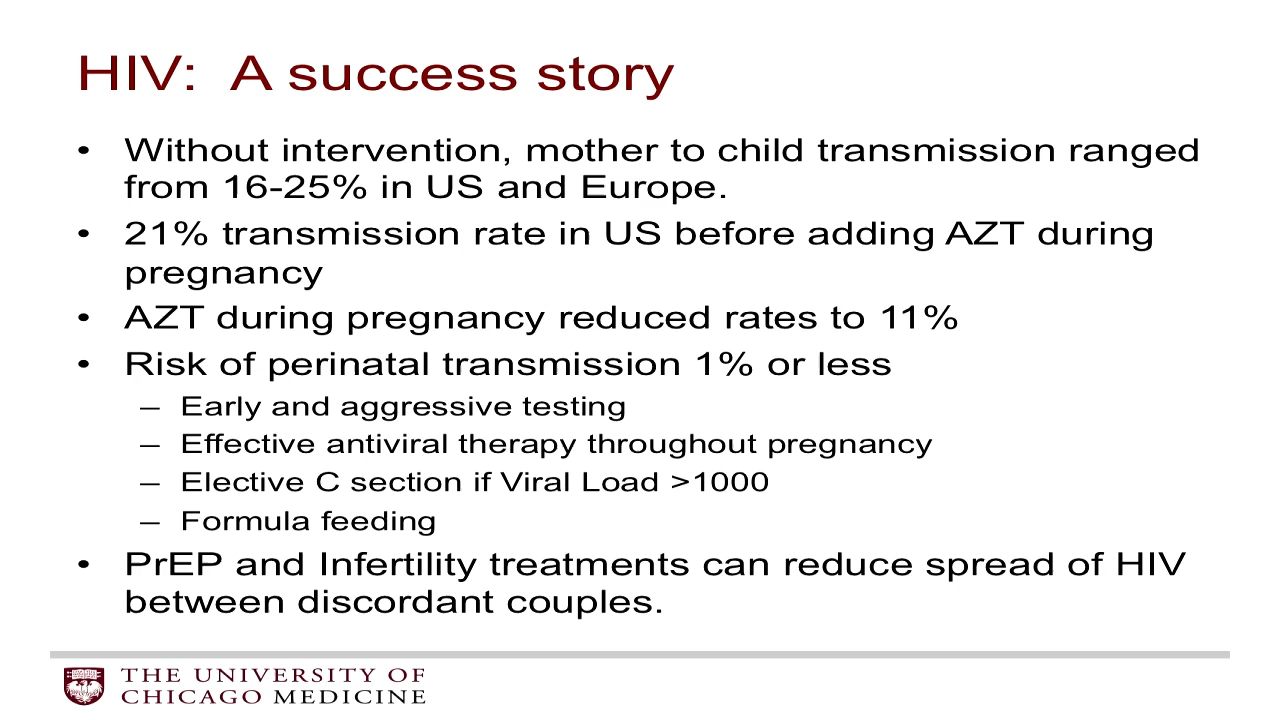 HIV: A success story
• Without intervention, mother to child transmission ranged
from 16-25% in US and Europe.
• 21% transmission rate in US before adding AZT during
pregnancy
• AZT during pregnancy reduced rates to 11%
• Risk of perinatal transmission 1% or less
– Early and aggressive testing
– Effective antiviral therapy throughout pregnancy
– Elective C section if Viral Load >1000
– Formula feeding
• PrEP and Infertility treatments can reduce spread of HIV
between discordant couples.
THE UNIVERSITY OF
CHICAGO MEDICINE